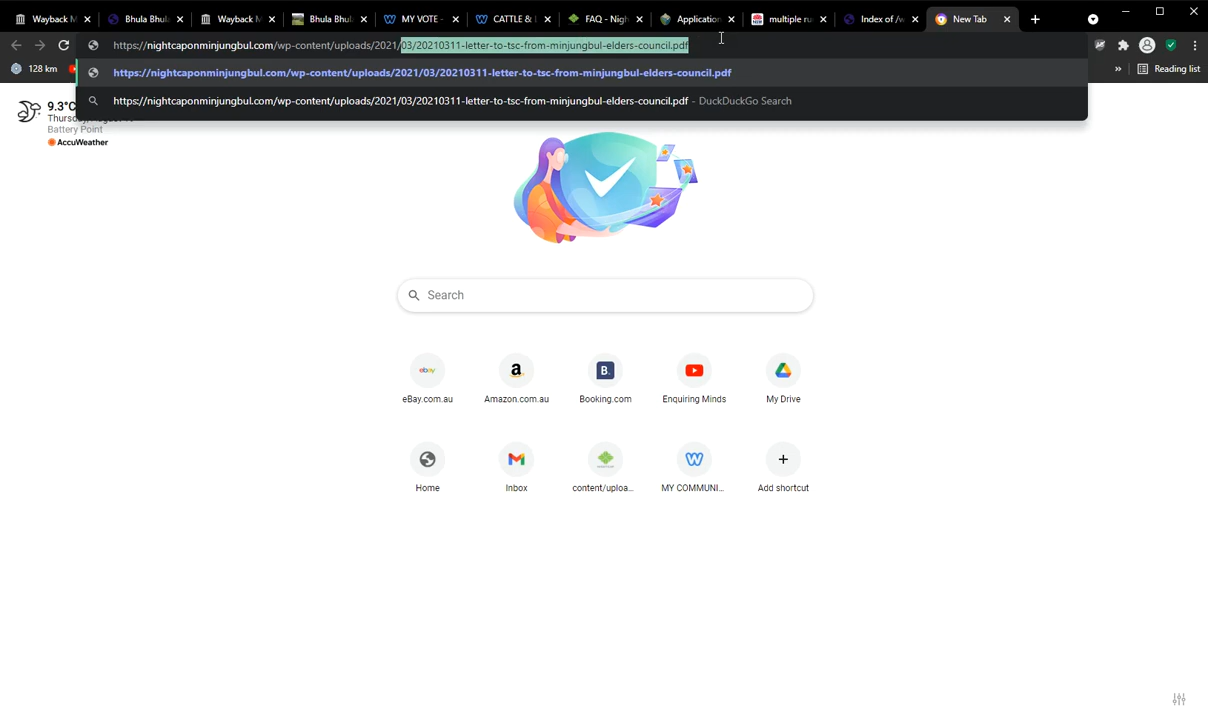 Wayback M
Bhula Bhul
Wayback M
Bhula Bhul
MY VOTE -
CATTLE & L
FAQ - Nigh
Application
multiple ru
Index of /w
New Tab
https://nightcaponminjungbul.com/wp-content/uploads/2021/03/20210311-letter-to-tsc-from-minjungbul-elders-council.pdf
128 km
https://nightcaponminjungbul.com/wp-content/uploads/2021/03/20210311-letter-to-tsc-from-minjungbul-elders-council.pdf
Reading list
https://nightcaponminjungbul.com/wp-content/uploads/2021/03/20210311-letter-to-tsc-from-minjungbul-elders-council.pdf - DuckDuckGo Search
9.3°C
Battery Point
AccuWeather
Search
ebay
eBay.com.au
a
Amazon.com.au
B.
Booking.com
Enquiring Minds
My Drive
Home
Inbox
content/uploa...
MY COMMUNI...
Add shortcut